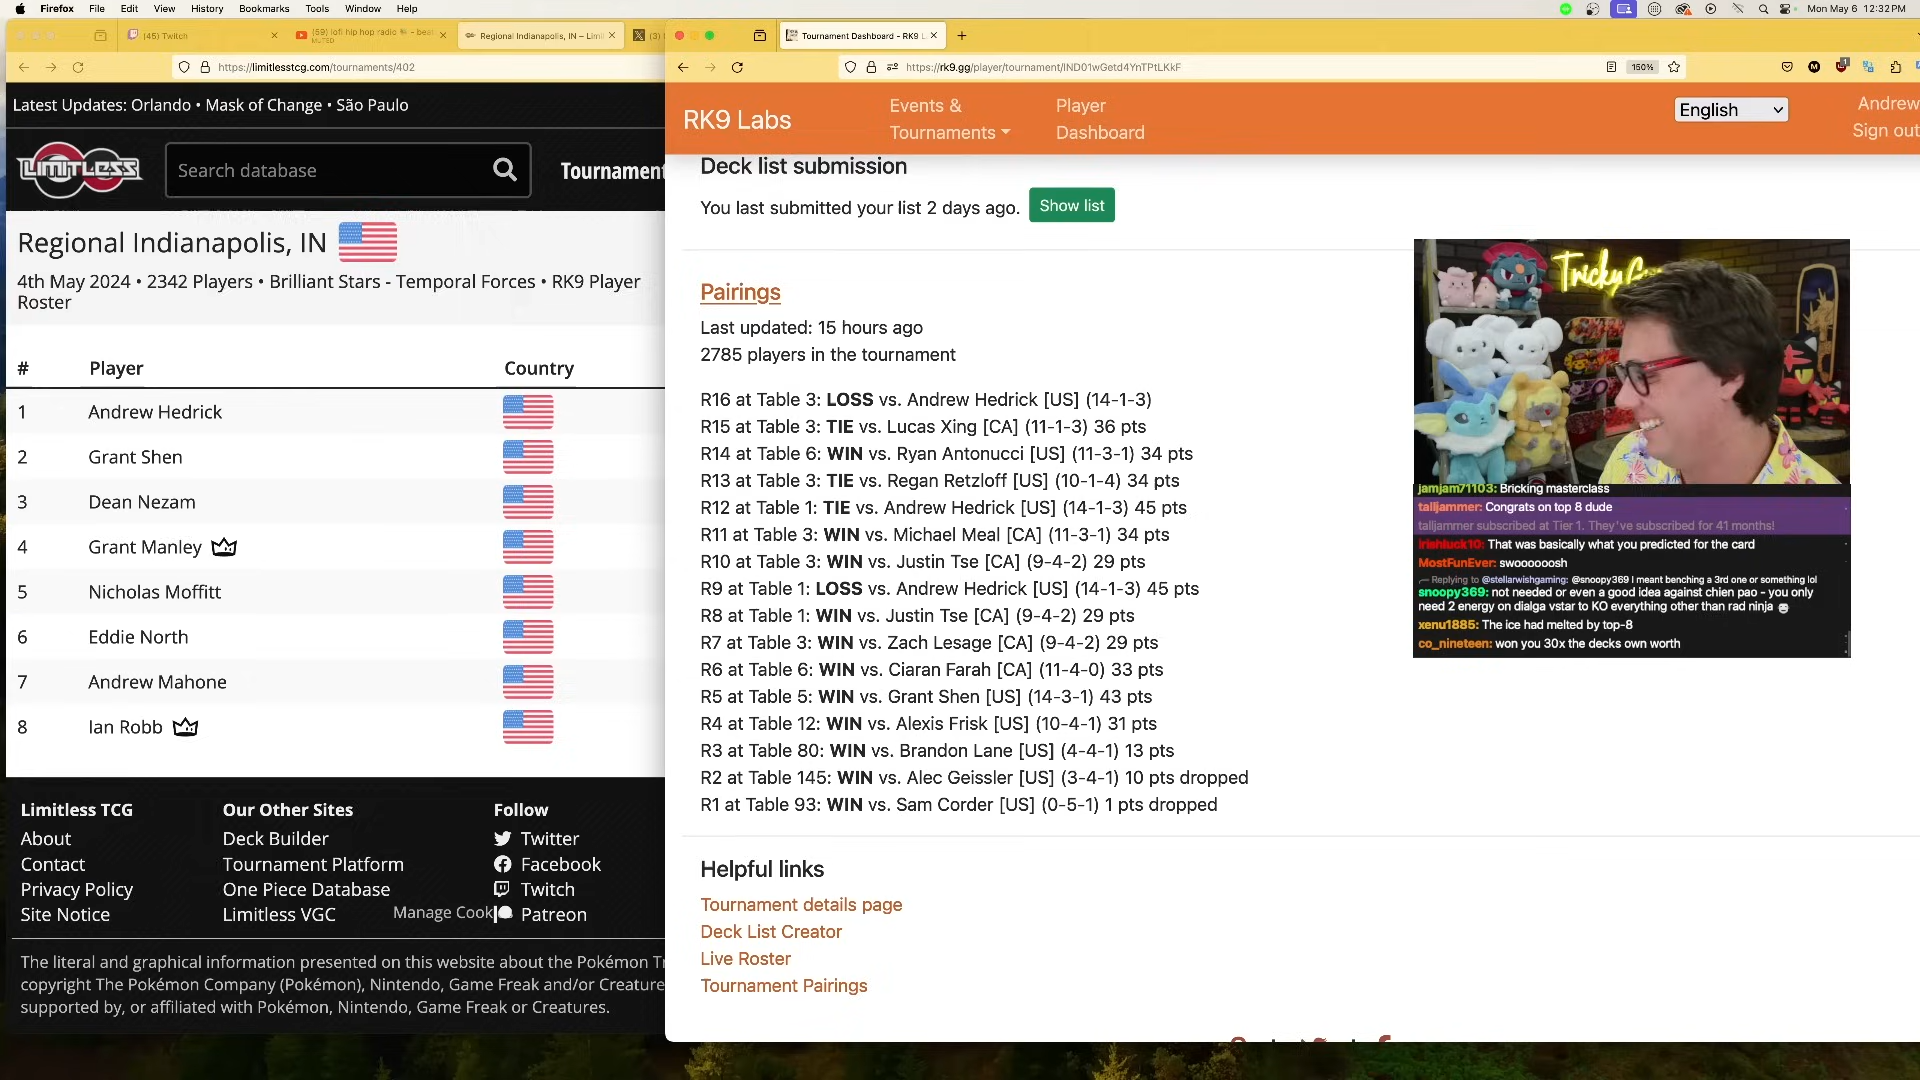 Firefox File Edit View History Bookmarks Tools Window Help
Mon May 6 12:32PM
(45) Twitch
(59) lofi hip hop radio
MUTED
Regional Indianapolis, IN – Limi
Tournament Dashboard - RK9 L
https://limitlesstcg.com/tournaments/402
https://rk9.gg/player/tournament/IND01wGetd4YnTPtLKkF
150%
Latest Updates: Orlando • Mask of Change • São Paulo
LIMITLESS
Search database
Tournament
Regional Indianapolis, IN
4th May 2024 • 2342 Players • Brilliant Stars - Temporal Forces • RK9 Player
Roster
# Player Country
1 Andrew Hedrick
2 Grant Shen
3 Dean Nezam
4 Grant Manley
5 Nicholas Moffitt
6 Eddie North
7 Andrew Mahone
8 Ian Robb
Limitless TCG
About
Contact
Privacy Policy
Site Notice
Our Other Sites
Deck Builder
Tournament Platform
One Piece Database
Limitless VGC
Manage Cook
Follow
Twitter
Facebook
Twitch
Patreon
The literal and graphical information presented on this website about the Pokémon Tr
copyright The Pokémon Company (Pokémon), Nintendo, Game Freak and/or Creature
supported by, or affiliated with Pokémon, Nintendo, Game Freak or Creatures.
RK9 Labs
Events &
Tournaments
Player
Dashboard
English
Andrew
Sign out
Deck list submission
You last submitted your list 2 days ago. Show list
Pairings
Last updated: 15 hours ago
2785 players in the tournament
R16 at Table 3: LOSS vs. Andrew Hedrick [US] (14-1-3)
R15 at Table 3: TIE vs. Lucas Xing [CA] (11-1-3) 36 pts
R14 at Table 6: WIN vs. Ryan Antonucci [US] (11-3-1) 34 pts
R13 at Table 3: TIE vs. Regan Retzloff [US] (10-1-4) 34 pts
R12 at Table 1: TIE vs. Andrew Hedrick [US] (14-1-3) 45 pts
R11 at Table 3: WIN vs. Michael Meal [CA] (11-3-1) 34 pts
R10 at Table 3: WIN vs. Justin Tse [CA] (9-4-2) 29 pts
R9 at Table 1: LOSS vs. Andrew Hedrick [US] (14-1-3) 45 pts
R8 at Table 1: WIN vs. Justin Tse [CA] (9-4-2) 29 pts
R7 at Table 3: WIN vs. Zach Lesage [CA] (9-4-2) 29 pts
R6 at Table 6: WIN vs. Ciaran Farah [CA] (11-4-0) 33 pts
R5 at Table 5: WIN vs. Grant Shen [US] (14-3-1) 43 pts
R4 at Table 12: WIN vs. Alexis Frisk [US] (10-4-1) 31 pts
R3 at Table 80: WIN vs. Brandon Lane [US] (4-4-1) 13 pts
R2 at Table 145: WIN vs. Alec Geissler [US] (3-4-1) 10 pts dropped
R1 at Table 93: WIN vs. Sam Corder [US] (0-5-1) 1 pts dropped
Helpful links
Tournament details page
Deck List Creator
Live Roster
Tournament Pairings
jamjam71103: Bricking masterclass
talljammer: Congrats on top 8 dude
talljammer subscribed at Tier 1. They've subscribed for 41 months!
irishluck10: That was basically what you predicted for the card
MostFunEver: swoooooosh
Replying to @stellarwishgaming: @snoopy369 I meant benching a 3rd one or something lol
snoopy369: not needed or even a good idea against chien pao - you only
need 2 energy on dialga vstar to KO everything other than rad ninja
xenu1885: The ice had melted by top-8
co_nineteen: won you 30x the decks own worth